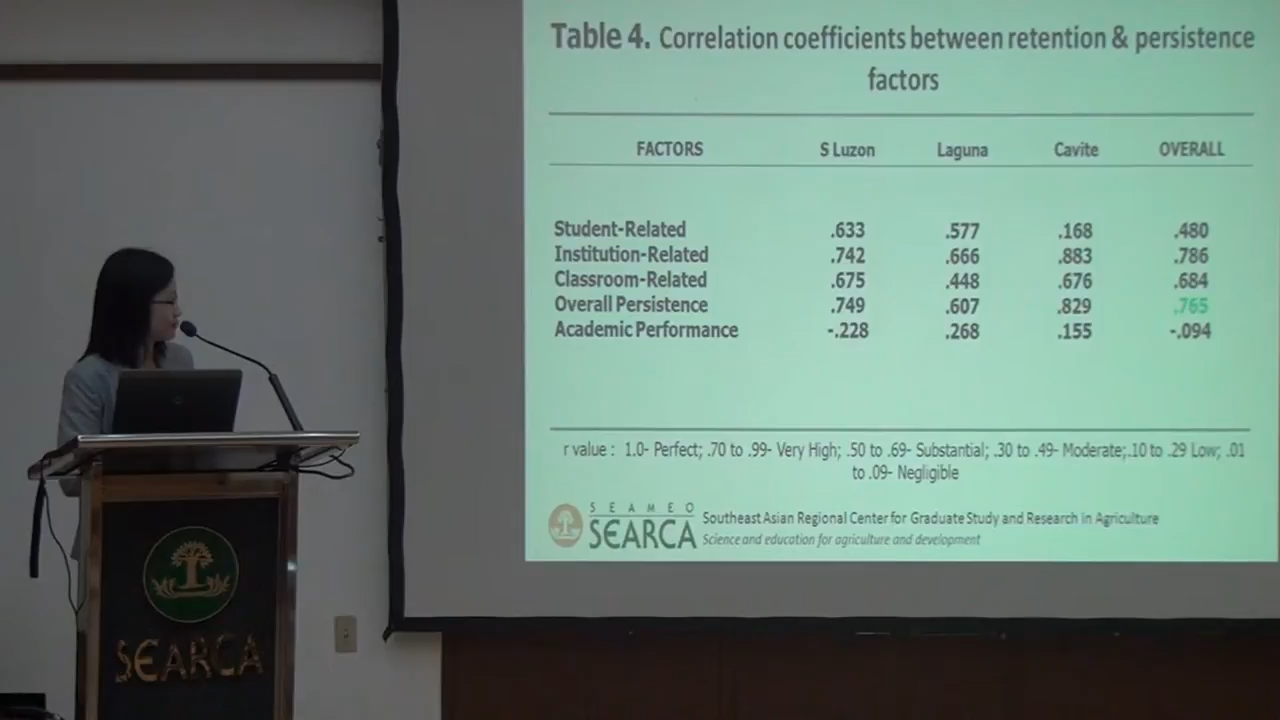 Table 4. Correlation coefficients between retention & persistence
factors
FACTORS S Luzon Laguna Cavite OVERALL
Student-Related .633 .577 .168 .480
Institution-Related .742 .666 .883 .786
Classroom-Related .675 .448 .676 .684
Overall Persistence .749 .607 .829 .765
Academic Performance -.228 .268 .155 -.094
r value : 1.0- Perfect; .70 to .99- Very High; .50 to .69- Substantial; .30 to .49- Moderate;.10 to .29 Low; .01
to .09- Negligible
SEAMEO
SEARCA
Southeast Asian Regional Center for Graduate Study and Research in Agriculture
Science and education for agriculture and development
SEARCA